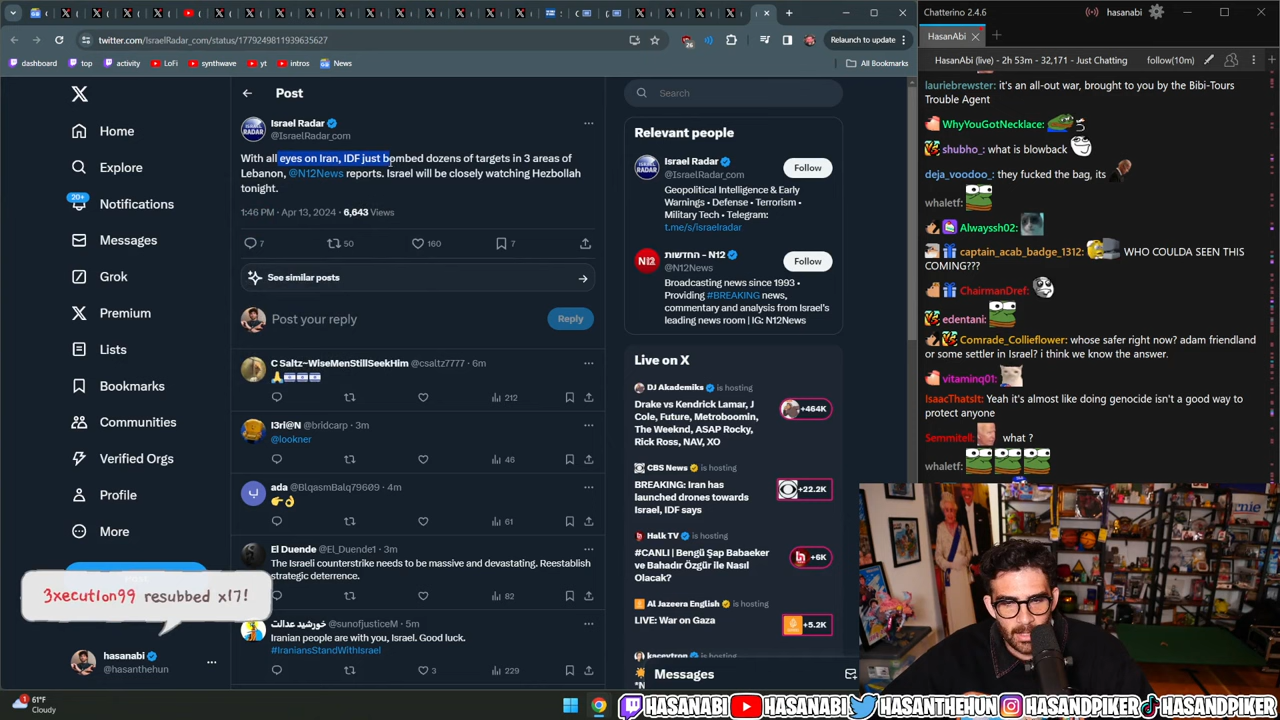 twitter.com/IsraelRadar_com/status/1779249811939635627
26
Relaunch to update
dashboard
top
activity
LoFi
synthwave
yt
intros
News
All Bookmarks
Home
Explore
20+
Notifications
Messages
Grok
Premium
Lists
Bookmarks
Communities
Verified Orgs
Profile
More
3xecut1on99 resubbed x17!
hasanabi
@hasanthehun
Post
Israel Radar
@IsraelRadar_com
With all eyes on Iran, IDF just bombed dozens of targets in 3 areas of
Lebanon, @N12News reports. Israel will be closely watching Hezbollah
tonight.
1:46 PM · Apr 13, 2024 · 6,643 Views
7
50
160
7
See similar posts
Post your reply
Reply
C Saltz-WiseMenStillSeekHim @csaltz7777 · 6m
212
l3ri@N @bridcarp · 3m
@lookner
46
ada @BlqasmBalq79609 · 4m
61
El Duende @El_Duende1 · 3m
The Israeli counterstrike needs to be massive and devastating. Reestablish
strategic deterrence.
82
خورشید عدالت @sunofjusticeM · 5m
Iranian people are with you, Israel. Good luck.
#IraniansStandWithIsrael
3
229
Search
Relevant people
Israel Radar
@IsraelRadar_com
Follow
Geopolitical Intelligence & Early
Warnings • Defense • Terrorism •
Military Tech • Telegram:
t.me/s/israelradar
N12
החדשות - N12
@N12News
Follow
Broadcasting news since 1993 •
Providing #BREAKING news,
commentary and analysis from Israel's
leading news room | IG: N12News
Live on X
DJ Akademiks is hosting
Drake vs Kendrick Lamar, J
Cole, Future, Metroboomin,
The Weeknd, ASAP Rocky,
Rick Ross, NAV, XO
+464K
CBS News is hosting
BREAKING: Iran has
launched drones towards
Israel, IDF says
+22.2K
Halk TV is hosting
#CANLI | Bengü Şap Babaeker
ve Bahadır Özgür ile Nasıl
Olacak?
+6K
Al Jazeera English is hosting
LIVE: War on Gaza
+5.2K
kaceytron is hosting
Messages
Chatterino 2.4.6
hasanabi
HasanAbi
HasanAbi (live) - 2h 53m - 32,171 - Just Chatting
follow(10m)
lauriebrewster: it's an all-out war, brought to you by the Bibi-Tours
Trouble Agent
WhyYouGotNecklace:
shubho_: what is blowback
deja_voodoo_: they fucked the bag, its
whaletf:
Alwayssh02:
captain_acab_badge_1312: WHO COULDA SEEN THIS
COMING???
ChairmanDref:
edentani:
Comrade_Collieflower: whose safer right now? adam friendland
or some settler in Israel? i think we know the answer.
vitaminq01:
IsaacThatsIt: Yeah it's almost like doing genocide isn't a good way to
protect anyone
Semmitell: what ?
whaletf:
1
61°F
Cloudy
HASANABI
HASANABI
HASANTHEHUN
HASANDPIKER
HASANDPIKER